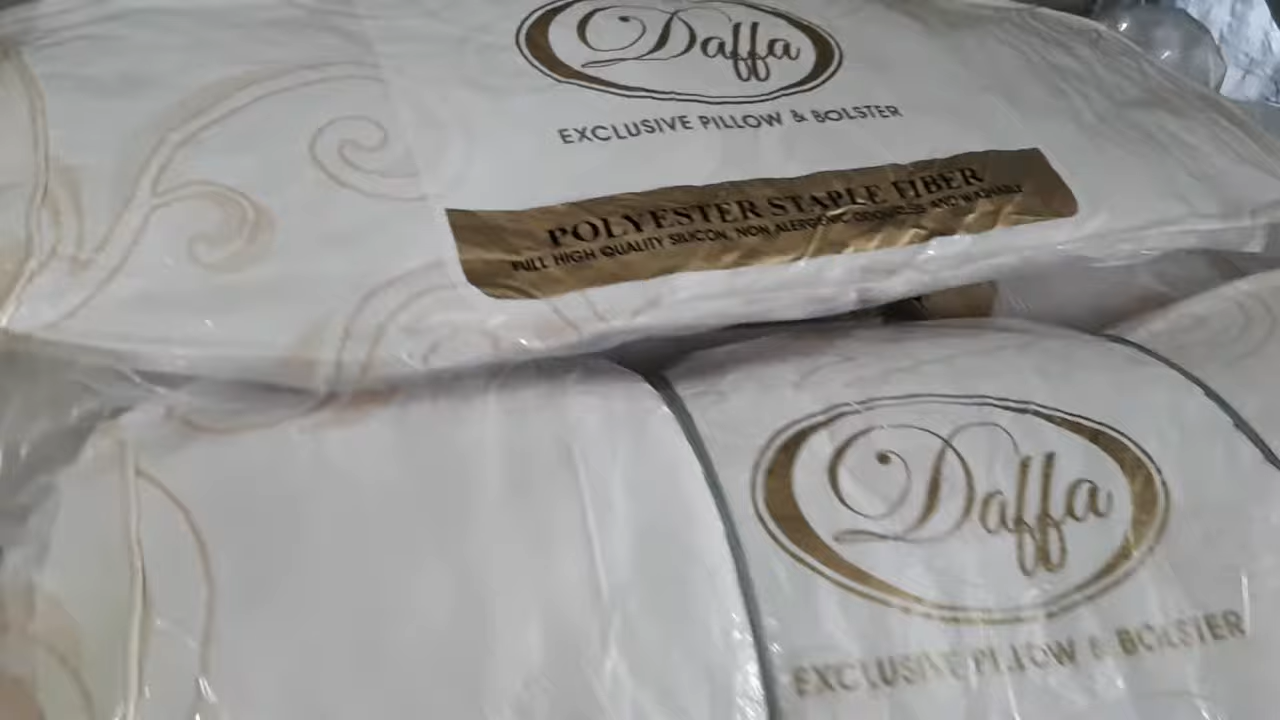 Daffa
EXCLUSIVE PILLOW & BOLSTER
POLYESTER STAPLE FIBER
FULL HIGH QUALITY SILICON, NON ALERGENIC ODORLESS AND WASHABLE
Daffa
EXCLUSIVE PILLOW & BOLSTER